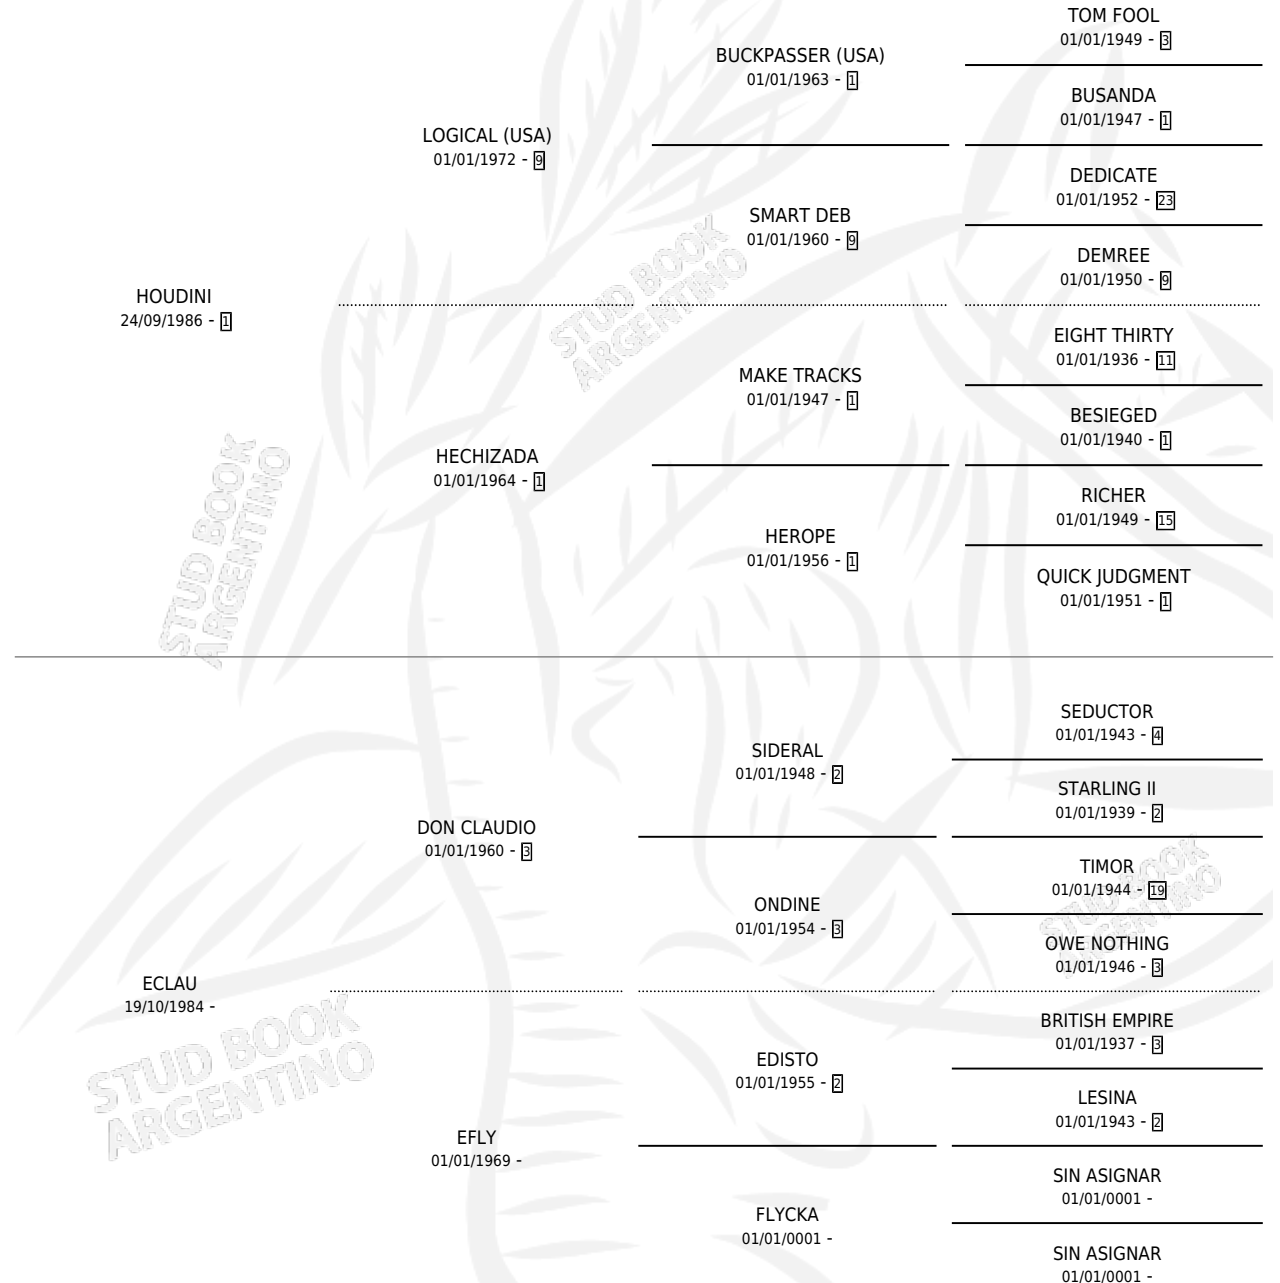 TOM FOOL
01/01/1949 - 3
BUCKPASSER (USA)
01/01/1963 - 1
BUSANDA
01/01/1947 - 1
LOGICAL (USA)
01/01/1972 - 9
DEDICATE
01/01/1952 - 23
SMART DEB
01/01/1960 - 9
DEMREE
01/01/1950 - 9
HOUDINI
24/09/1986 - 1
EIGHT THIRTY
01/01/1936 - 11
MAKE TRACKS
01/01/1947 - 1
BESIEGED
01/01/1940 - 1
HECHIZADA
01/01/1964 - 1
RICHER
01/01/1949 - 15
HEROPE
01/01/1956 - 1
QUICK JUDGMENT
01/01/1951 - 1
SEDUCTOR
01/01/1943 - 4
SIDERAL
01/01/1948 - 2
STARLING II
01/01/1939 - 2
DON CLAUDIO
01/01/1960 - 3
TIMOR
01/01/1944 - 19
ONDINE
01/01/1954 - 3
OWE NOTHING
01/01/1946 - 3
ECLAU
19/10/1984 -
BRITISH EMPIRE
01/01/1937 - 3
EDISTO
01/01/1955 - 2
LESINA
01/01/1943 - 2
EFLY
01/01/1969 -
SIN ASIGNAR
01/01/0001 -
FLYCKA
01/01/0001 -
SIN ASIGNAR
01/01/0001 -
STUD BOOK
ARGENTINO
STUD BOOK
ARGENTINO
STUD BOOK
ARGENTINO
STUD BOOK
ARGENTINO